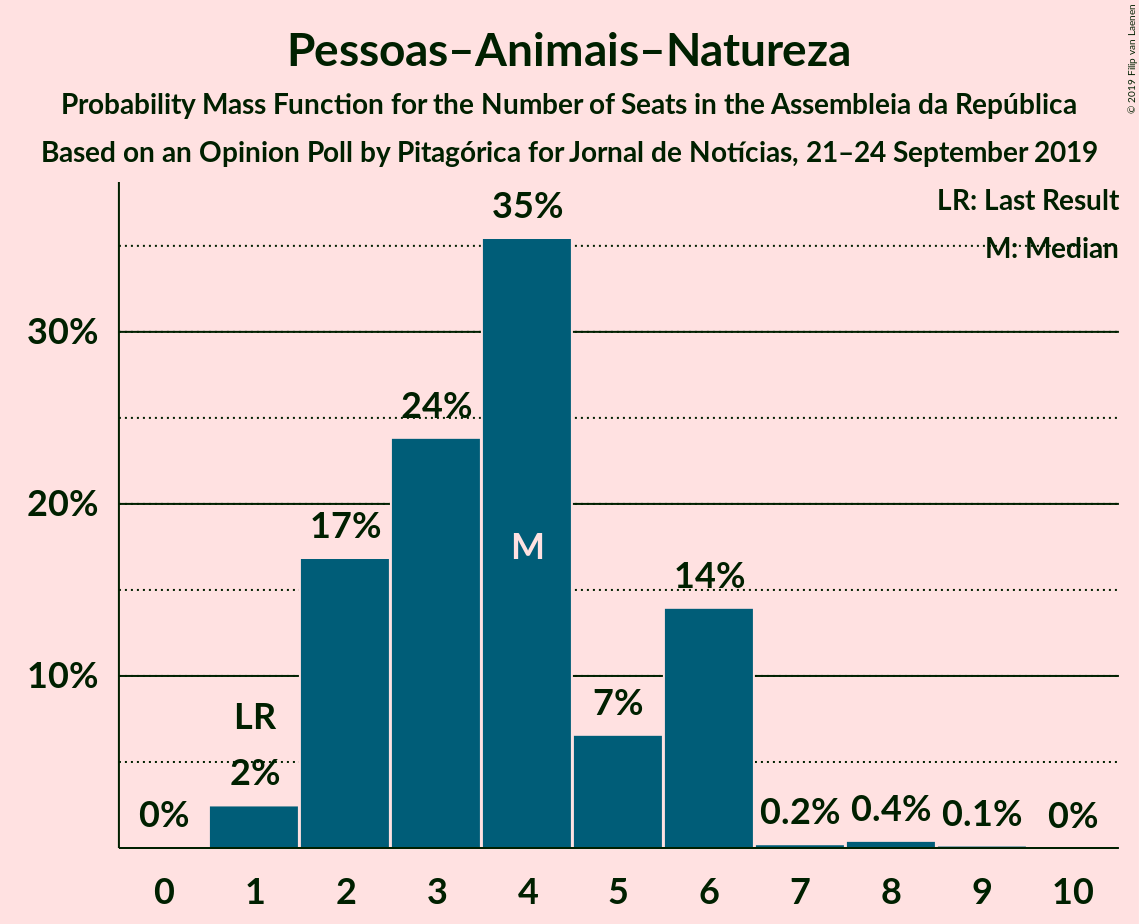 Pessoas–Animais–Natureza
Probability Mass Function for the Number of Seats in the Assembleia da República
Based on an Opinion Poll by Pitagórica for Jornal de Notícias, 21–24 September 2019
© 2019 Filip van Laenen
LR: Last Result
M: Median
35%
30%
24%
20%
17%
M
14%
10%
7%
LR
2%
0%
0.2%
0.4%
0.1%
0%
0 1 2 3 4 5 6 7 8 9 10